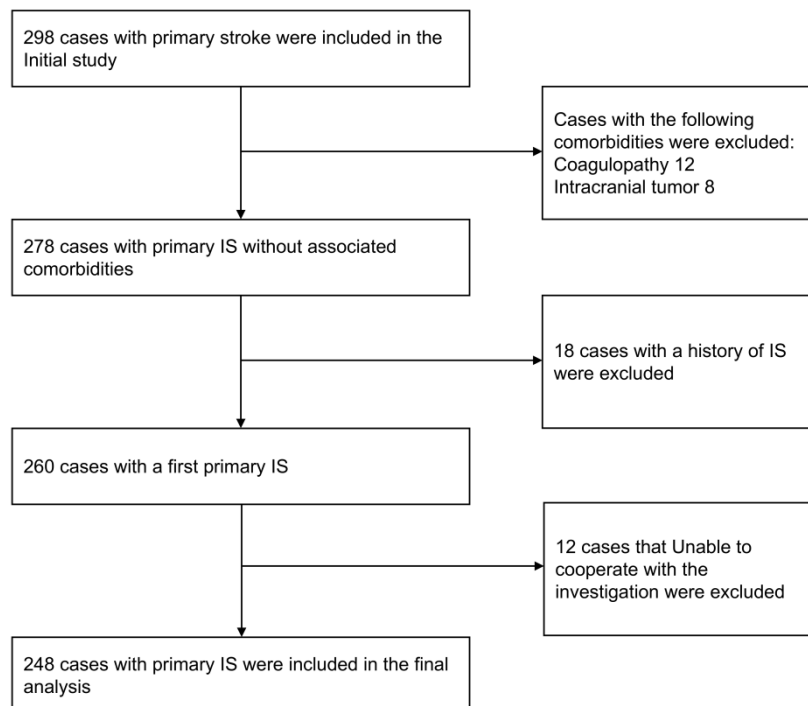 298 cases with primary stroke were included in the
Initial study
Cases with the following
comorbidities were excluded:
Coagulopathy 12
Intracranial tumor 8
278 cases with primary IS without associated
comorbidities
18 cases with a history of IS
were excluded
260 cases with a first primary IS
12 cases that Unable to
cooperate with the
investigation were excluded
248 cases with primary IS were included in the final
analysis